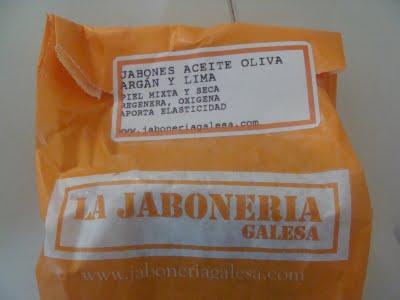 JABONES ACEITE OLIVA
ARGÁN Y LIMA
PIEL MIXTA Y SECA
REGENERA, OXIGENA
APORTA ELASTICIDAD
www.jaboneriagalesa.com
LA JABONERIA
GALESA
www.jaboneriagalesa.com